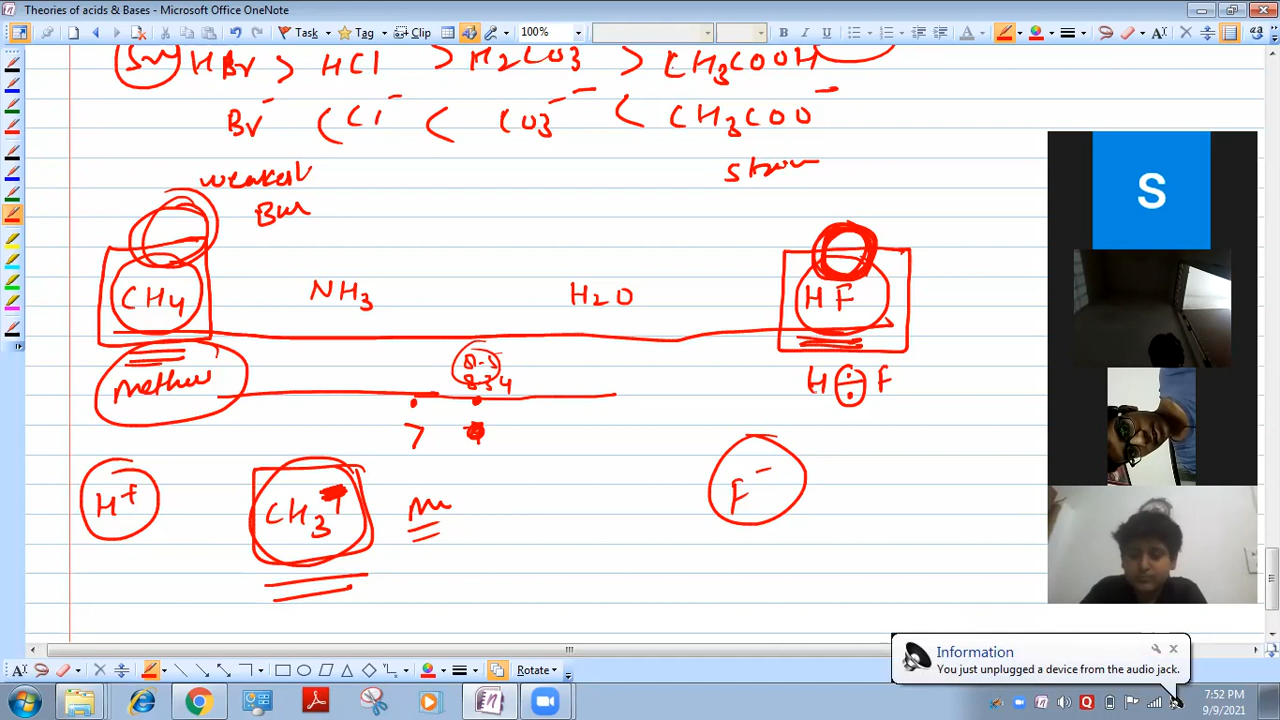 Theories of acids & Bases - Microsoft Office OneNote
Task Tag Clip 100%
HBr > HCl > H2CO3 > CH3COOH
Br⁻ < Cl⁻ < CO3⁻⁻ < CH3COO⁻
weakest
S
CH4 NH3 H2O HF
H F
7
H+ CH3 F⁻
Information
You just unplugged a device from the audio jack.
Rotate
7:52 PM
9/9/2021